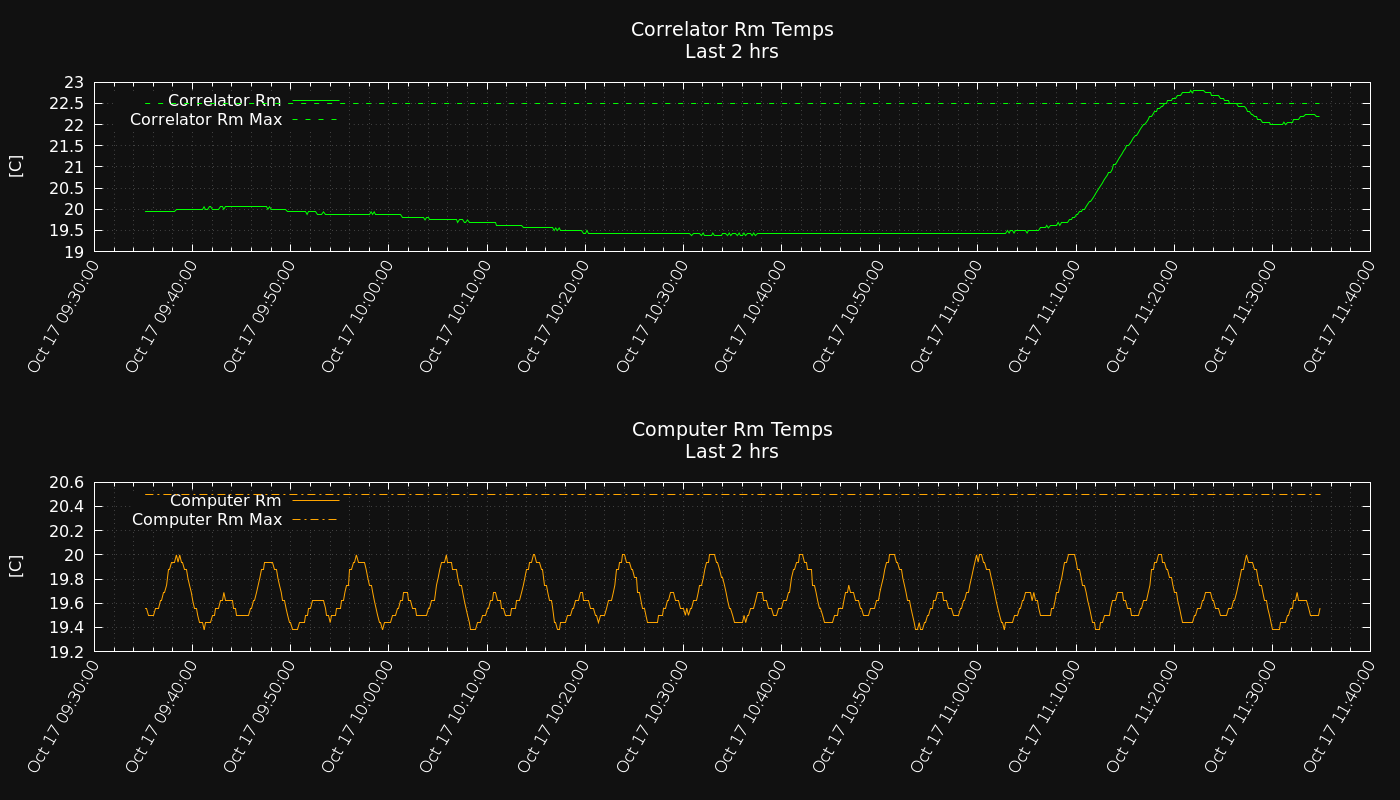 Correlator Rm Temps
Last 2 hrs
[C]
23
22.5
22
21.5
21
20.5
20
19.5
19
Correlator Rm
Correlator Rm Max
Oct 17 09:30:00
Oct 17 09:40:00
Oct 17 09:50:00
Oct 17 10:00:00
Oct 17 10:10:00
Oct 17 10:20:00
Oct 17 10:30:00
Oct 17 10:40:00
Oct 17 10:50:00
Oct 17 11:00:00
Oct 17 11:10:00
Oct 17 11:20:00
Oct 17 11:30:00
Oct 17 11:40:00
Computer Rm Temps
Last 2 hrs
[C]
20.6
20.4
20.2
20
19.8
19.6
19.4
19.2
Computer Rm
Computer Rm Max
Oct 17 09:30:00
Oct 17 09:40:00
Oct 17 09:50:00
Oct 17 10:00:00
Oct 17 10:10:00
Oct 17 10:20:00
Oct 17 10:30:00
Oct 17 10:40:00
Oct 17 10:50:00
Oct 17 11:00:00
Oct 17 11:10:00
Oct 17 11:20:00
Oct 17 11:30:00
Oct 17 11:40:00